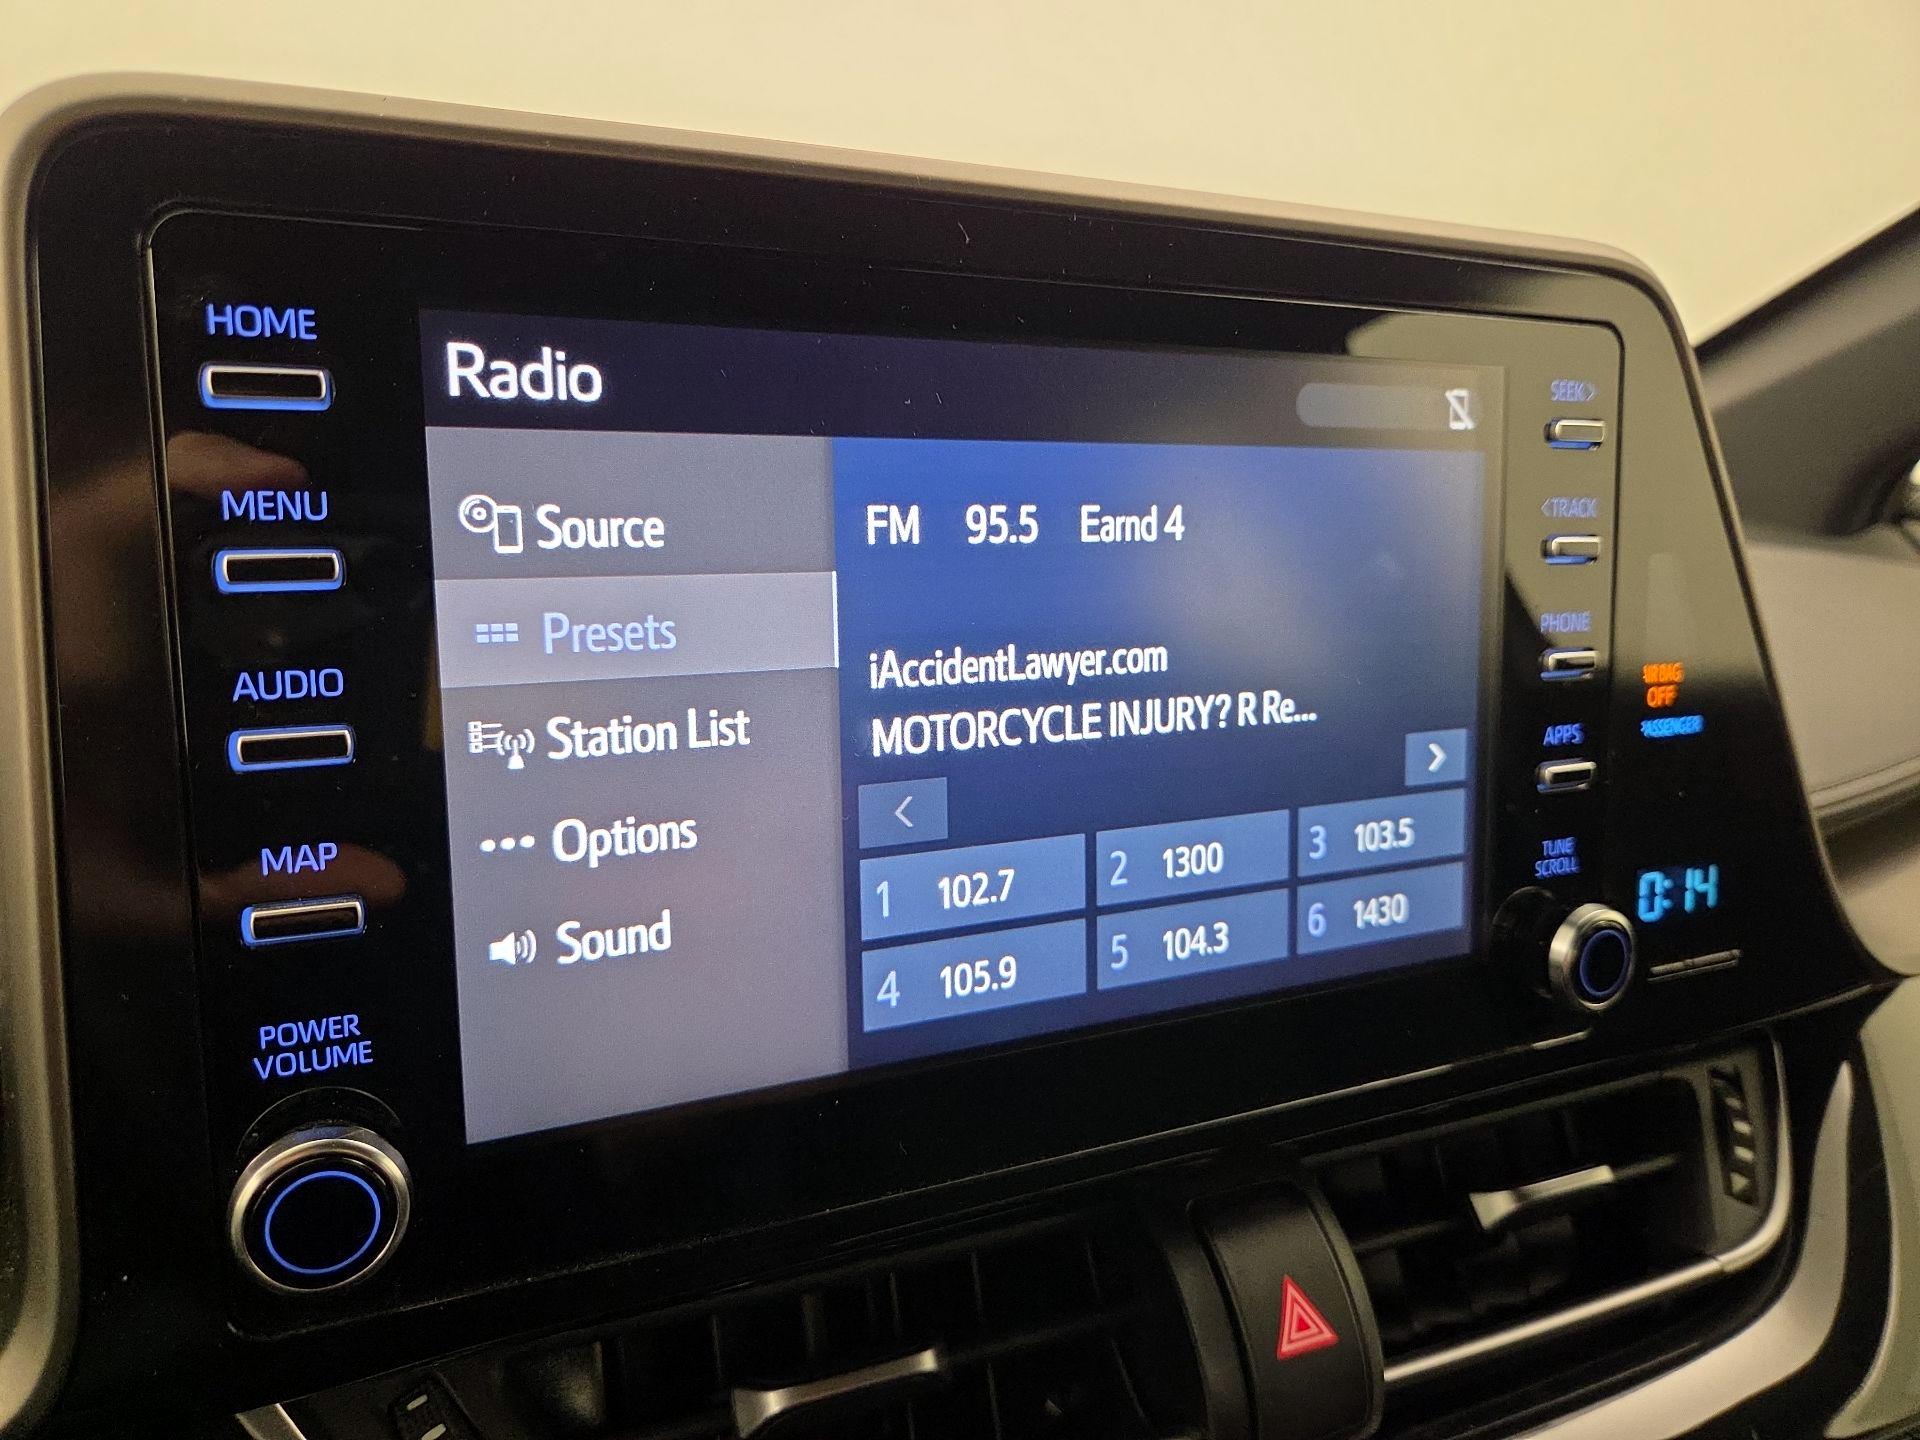 HOME
MENU
AUDIO
MAP
POWER
VOLUME
Radio
Source
Presets
Station List
Options
Sound
FM 95.5 Earnd 4
iAccidentLawyer.com
MOTORCYCLE INJURY? R Re...
<
>
1 102.7
2 1300
3 103.5
4 105.9
5 104.3
6 1430
SEEK >
< TRACK
PHONE
APPS
TUNE
SCROLL
AIRBAG
OFF
PASSENGER
0:14